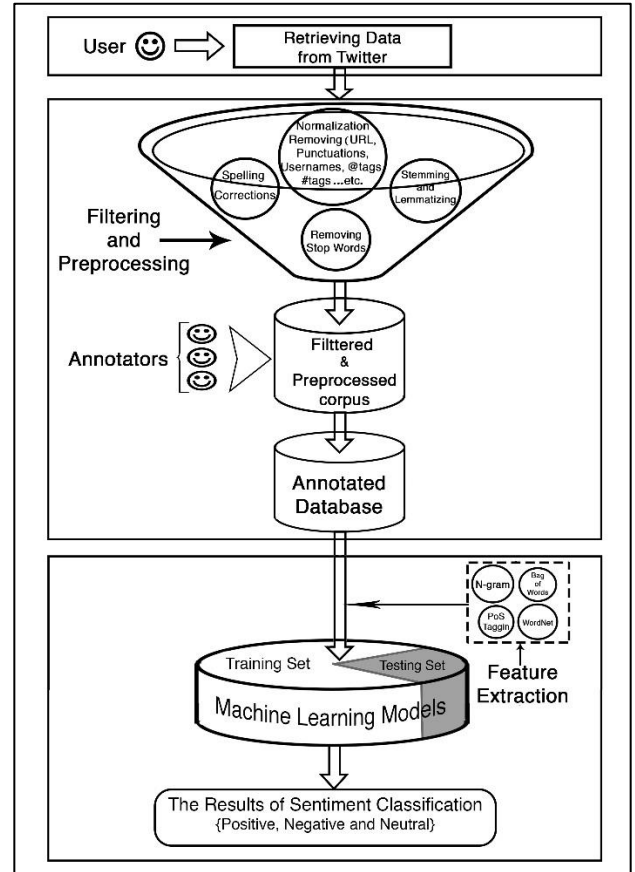 User
Retrieving Data
from Twitter
Normalization
Removing (URL,
Punctuations,
Usernames, @tags
#tags ...etc.
Spelling
Corrections
Stemming
and
Lemmatizing
Removing
Stop Words
Filtering
and
Preprocessing
Annotators
Filttered
&
Preprocessed
corpus
Annotated
Database
N-gram
Bag
of
Words
PoS
Taggin
WordNet
Feature
Extraction
Training Set
Testing Set
Machine Learning Models
The Results of Sentiment Classification
{Positive, Negative and Neutral}